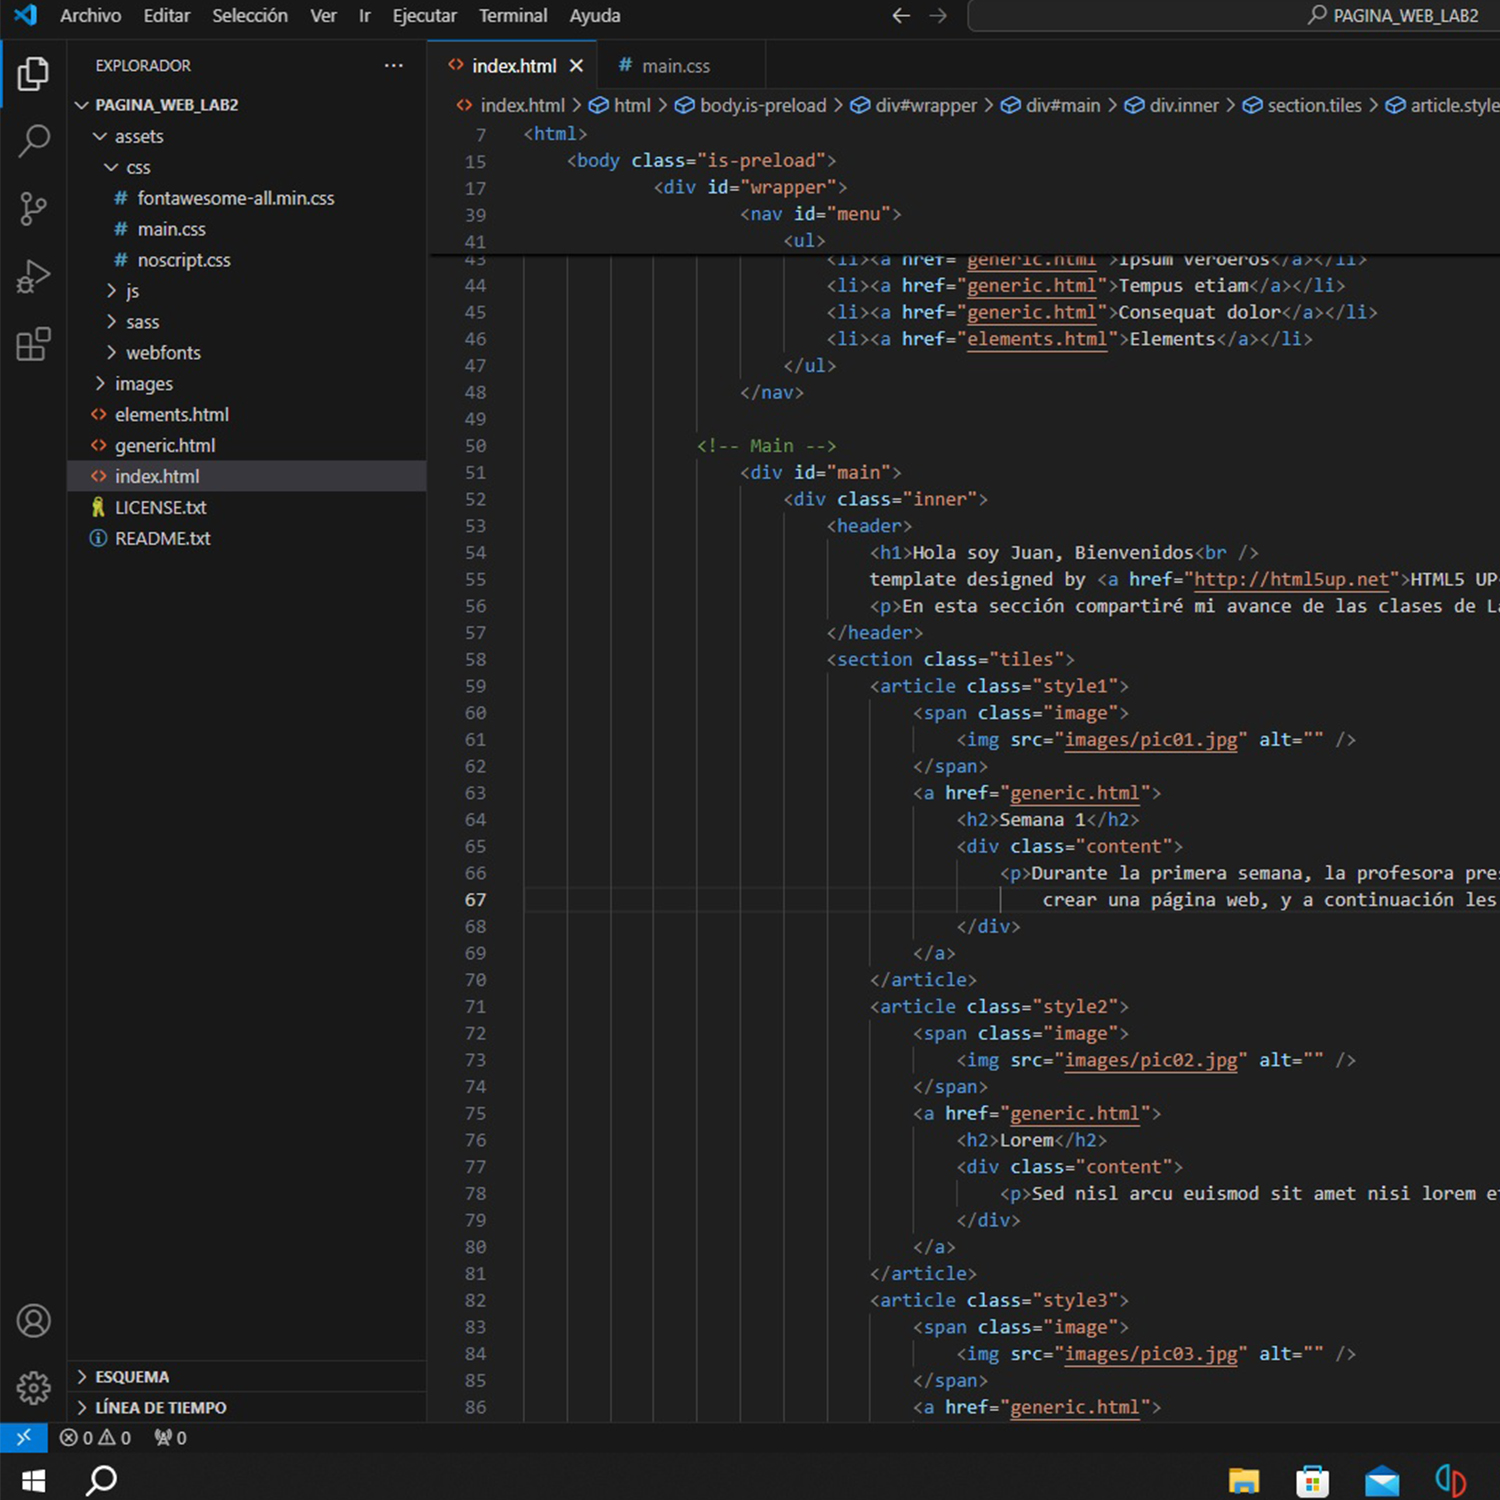 Archivo Editar Selección Ver Ir Ejecutar Terminal Ayuda
PAGINA_WEB_LAB2
EXPLORADOR
PAGINA_WEB_LAB2
assets
css
# fontawesome-all.min.css
# main.css
# noscript.css
js
sass
webfonts
images
elements.html
generic.html
index.html
LICENSE.txt
README.txt
ESQUEMA
LÍNEA DE TIEMPO
index.html
# main.css
index.html > html > body.is-preload > div#wrapper > div#main > div.inner > section.tiles > article.style
7 <html>
15 <body class="is-preload">
17 <div id="wrapper">
39 <nav id="menu">
41 <ul>
43 <li><a href="generic.html">Ipsum veroeros</a></li>
44 <li><a href="generic.html">Tempus etiam</a></li>
45 <li><a href="generic.html">Consequat dolor</a></li>
46 <li><a href="elements.html">Elements</a></li>
47 </ul>
48 </nav>
49
50 <!-- Main -->
51 <div id="main">
52 <div class="inner">
53 <header>
54 <h1>Hola soy Juan, Bienvenidos<br />
55 template designed by <a href="http://html5up.net">HTML5 UP
56 <p>En esta sección compartiré mi avance de las clases de La
57 </header>
58 <section class="tiles">
59 <article class="style1">
60 <span class="image">
61 <img src="images/pic01.jpg" alt="" />
62 </span>
63 <a href="generic.html">
64 <h2>Semana 1</h2>
65 <div class="content">
66 <p>Durante la primera semana, la profesora pres
67 crear una página web, y a continuación les
68 </div>
69 </a>
70 </article>
71 <article class="style2">
72 <span class="image">
73 <img src="images/pic02.jpg" alt="" />
74 </span>
75 <a href="generic.html">
76 <h2>Lorem</h2>
77 <div class="content">
78 <p>Sed nisl arcu euismod sit amet nisi lorem et
79 </div>
80 </a>
81 </article>
82 <article class="style3">
83 <span class="image">
84 <img src="images/pic03.jpg" alt="" />
85 </span>
86 <a href="generic.html">
0 0 0